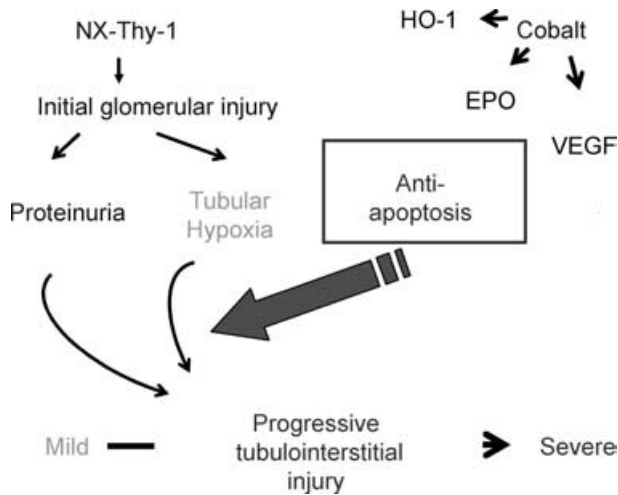 NX-Thy-1
Initial glomerular injury
Proteinuria
Tubular
Hypoxia
HO-1
Cobalt
EPO
VEGF
Anti-
apoptosis
Mild
Progressive
tubulointerstitial
injury
Severe